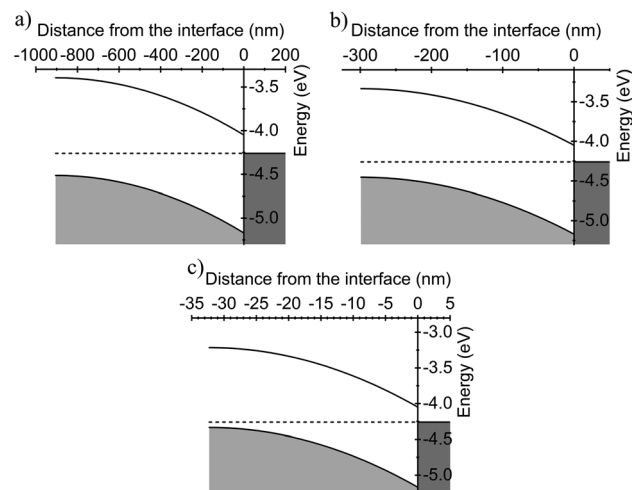 a) Distance from the interface (nm)
-1000 -800 -600 -400 -200 0 200
-3.5
-4.0
-4.5
-5.0
Energy (eV)
b) Distance from the interface (nm)
-300 -200 -100 0
-3.5
-4.0
-4.5
-5.0
Energy (eV)
c) Distance from the interface (nm)
-35 -30 -25 -20 -15 -10 -5 0 5
-3.0
-3.5
-4.0
-4.5
-5.0
Energy (eV)